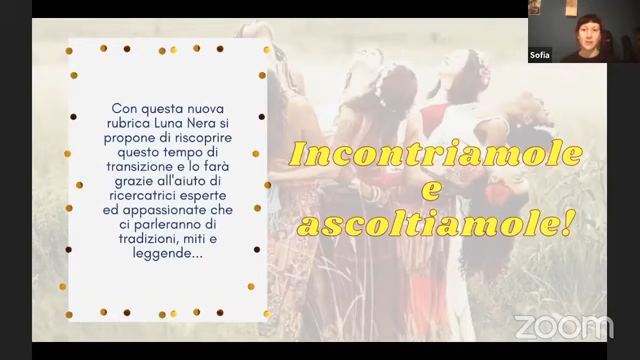 Sofia
Con questa nuova
rubrica Luna Nera si
propone di riscoprire
questo tempo di
transizione e lo farà
grazie all'aiuto di
ricercatrici esperte
ed appassionate che
ci parleranno di
tradizioni, miti e
leggende...
Incontriamole
e
ascoltiamole!
zoom